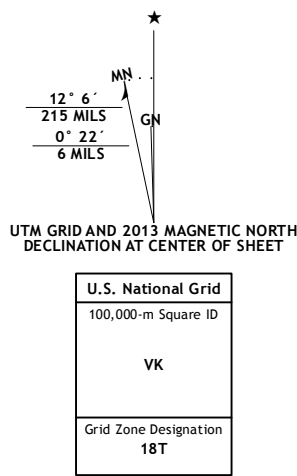 ★
MN
12° 6´
215 MILS
GN
0° 22´
6 MILS
UTM GRID AND 2013 MAGNETIC NORTH
DECLINATION AT CENTER OF SHEET
U.S. National Grid
100,000-m Square ID
VK
Grid Zone Designation
18T